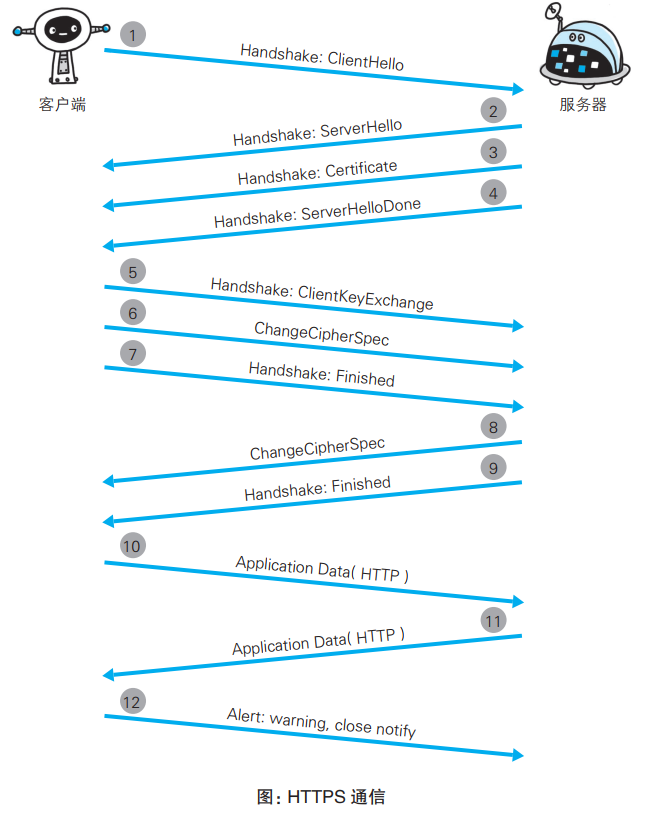 1
Handshake: ClientHello
客户端
服务器
2
Handshake: ServerHello
3
Handshake: Certificate
4
Handshake: ServerHelloDone
5
Handshake: ClientKeyExchange
6
ChangeCipherSpec
7
Handshake: Finished
8
ChangeCipherSpec
9
Handshake: Finished
10
Application Data( HTTP )
11
Application Data( HTTP )
12
Alert: warning, close notify
图: HTTPS 通信